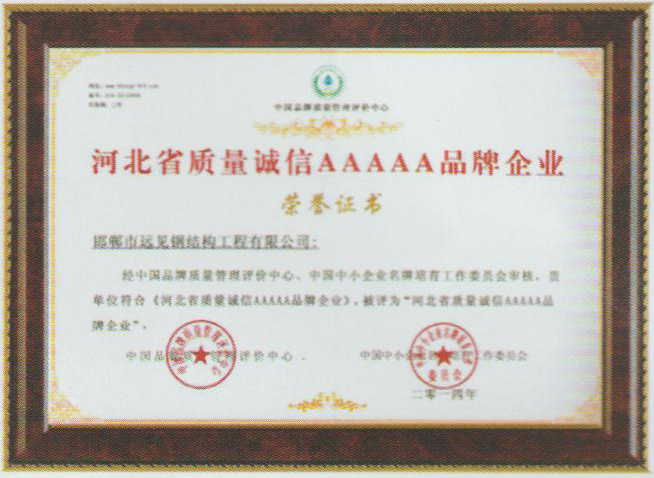 中国品牌质量管理评价中心
河北省质量诚信AAAAA品牌企业
荣誉证书
邯郸市远见钢结构工程有限公司:
经中国品牌质量管理评价中心、中国中小企业名牌培育工作委员会审核，贵
单位符合《河北省质量诚信AAAAA品牌企业》，被评为“河北省质量诚信AAAAA品
牌企业”。
中国品牌质量管理评价中心
中国中小企业名牌培育工作委员会
二零一四年